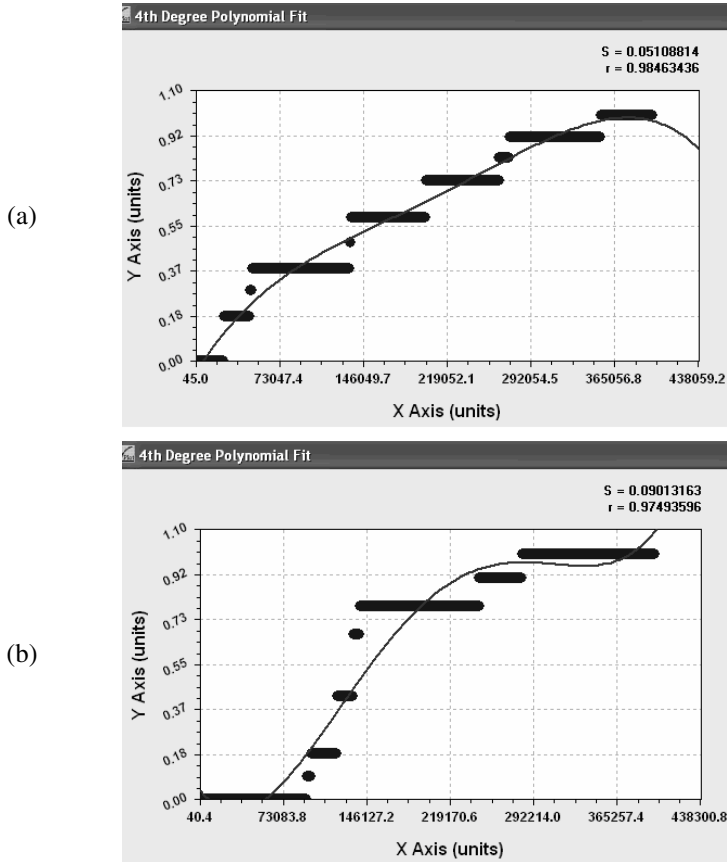 4th Degree Polynomial Fit
S = 0.05108814
r = 0.98463436
(a)
Y Axis (units)
1.10
0.92
0.73
0.55
0.37
0.18
0.00
45.0 73047.4 146049.7 219052.1 292054.5 365056.8 438059.2
X Axis (units)
4th Degree Polynomial Fit
S = 0.09013163
r = 0.97493596
(b)
Y Axis (units)
1.10
0.92
0.73
0.55
0.37
0.18
0.00
40.4 73083.8 146127.2 219170.6 292214.0 365257.4 438300.8
X Axis (units)